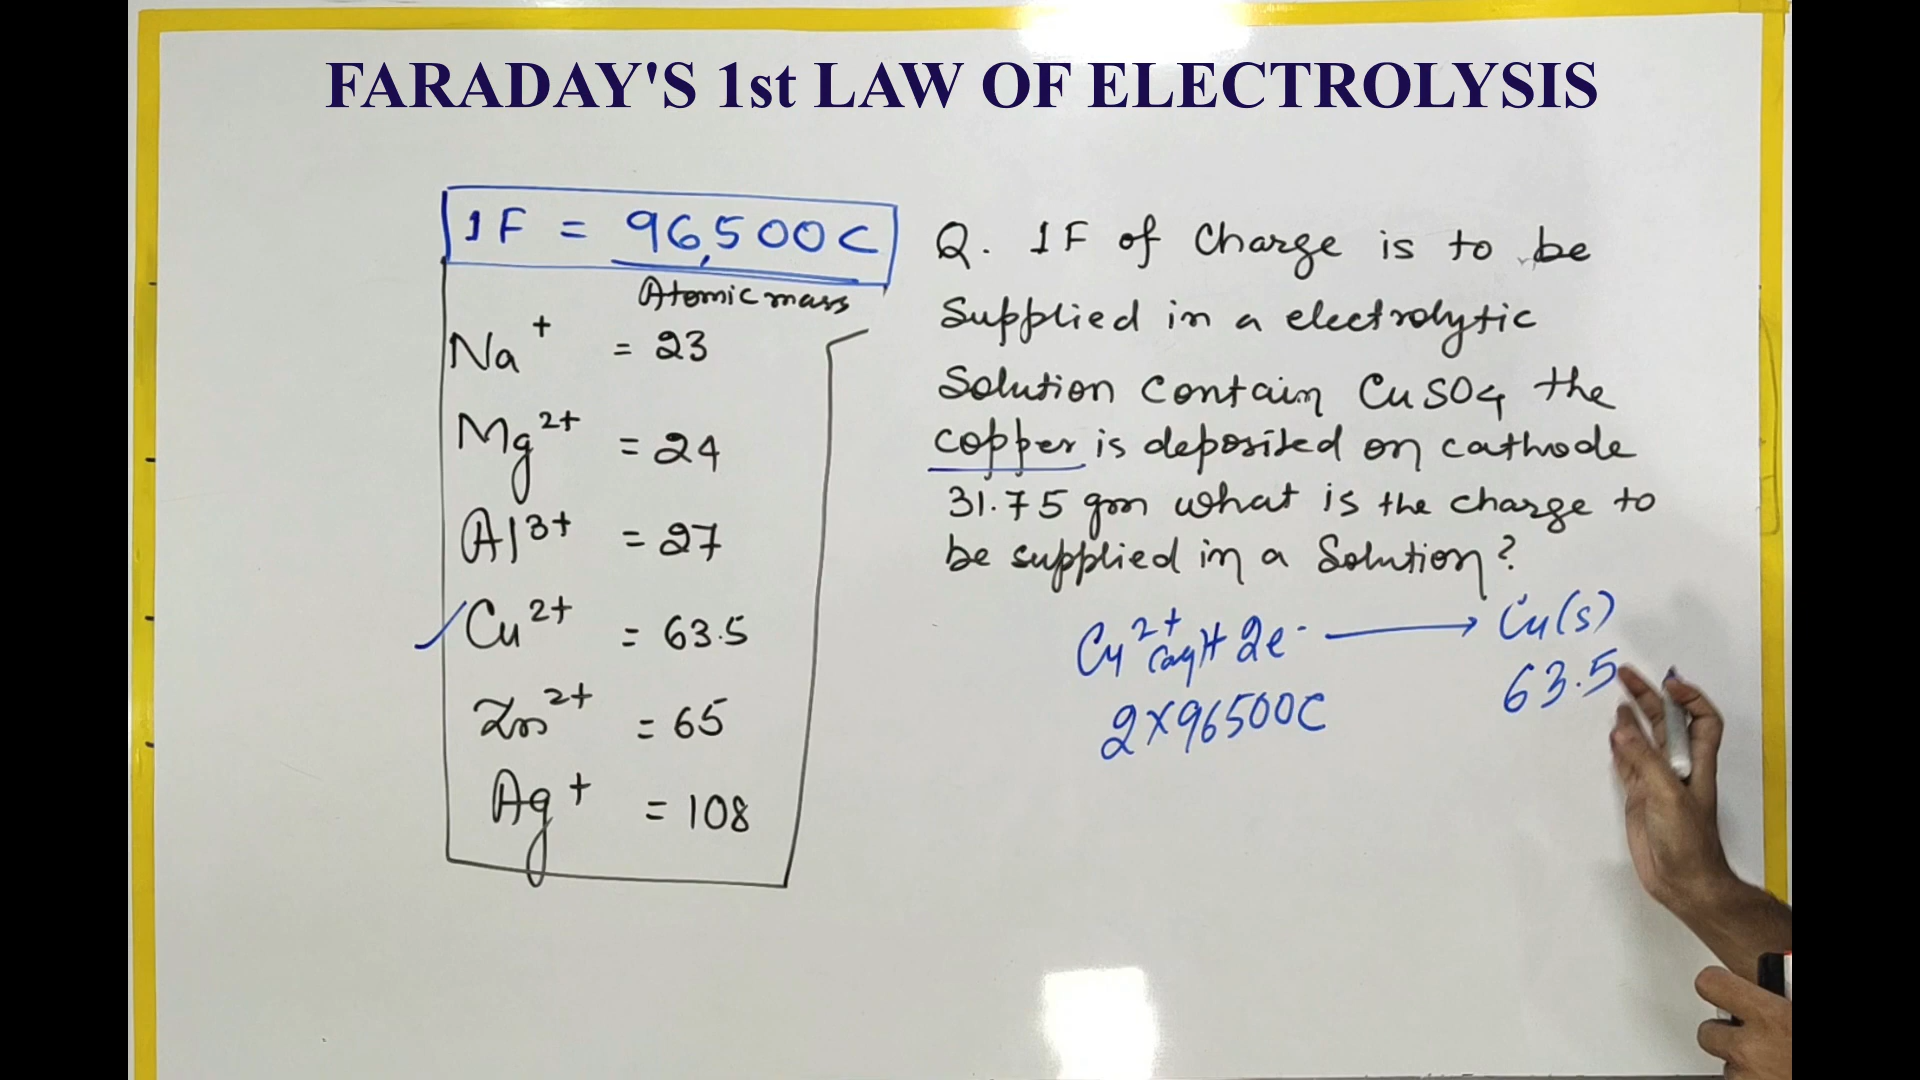 FARADAY'S 1st LAW OF ELECTROLYSIS
1F = 96,500C
Atomic mass
Na+ = 23
Mg2+ = 24
Al3+ = 27
Cu2+ = 63.5
Zn2+ = 65
Ag+ = 108
Q. 1F of Charge is to be
Supplied in a electrolytic
Solution Contain CuSO4 the
copper is deposited on cathode
31.75 gm what is the charge to
be supplied in a Solution?
Cu2+(aq) + 2e- → Cu(s)
2×96500C 63.5